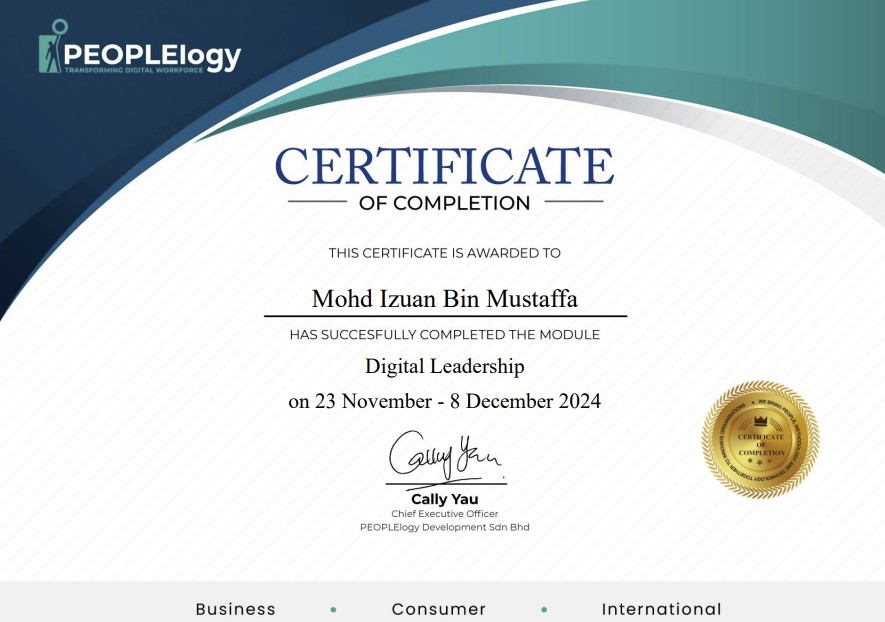 PEOPLElogy
TRANSFORMING DIGITAL WORKFORCE
CERTIFICATE
OF COMPLETION
THIS CERTIFICATE IS AWARDED TO
Mohd Izuan Bin Mustaffa
HAS SUCCESFULLY COMPLETED THE MODULE
Digital Leadership
on 23 November - 8 December 2024
Cally Yau
Cally Yau
Chief Executive Officer
PEOPLElogy Development Sdn Bhd
WE BRING PEOPLE, METHODOLOGY AND TECHNOLOGY TOGETHER TO INNOVATE ORGANISATIONS
CERTIFICATE
OF
COMPLETION
Business • Consumer • International